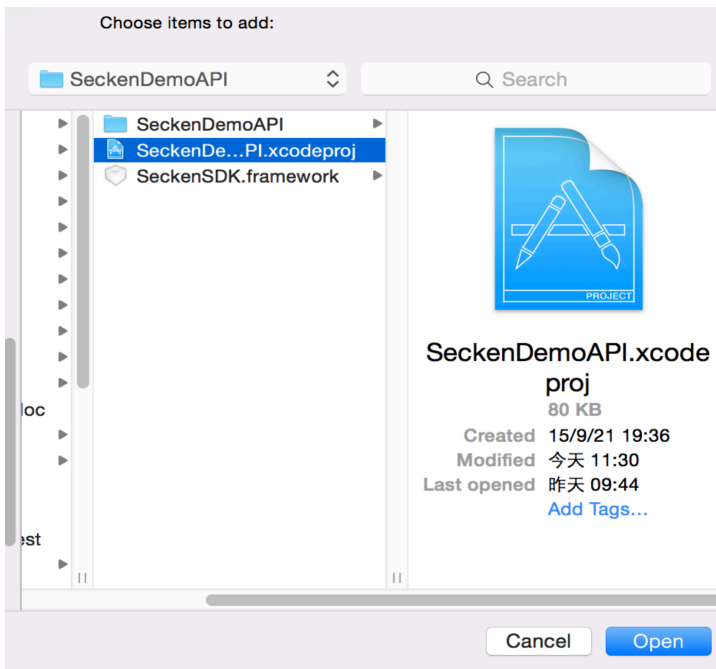 Choose items to add:
SeckenDemoAPI
Search
SeckenDemoAPI
SeckenDe...PI.xcodeproj
SeckenSDK.framework
PROJECT
SeckenDemoAPI.xcode
proj
80 KB
Created 15/9/21 19:36
Modified 今天 11:30
Last opened 昨天 09:44
Add Tags...
loc
est
Cancel
Open